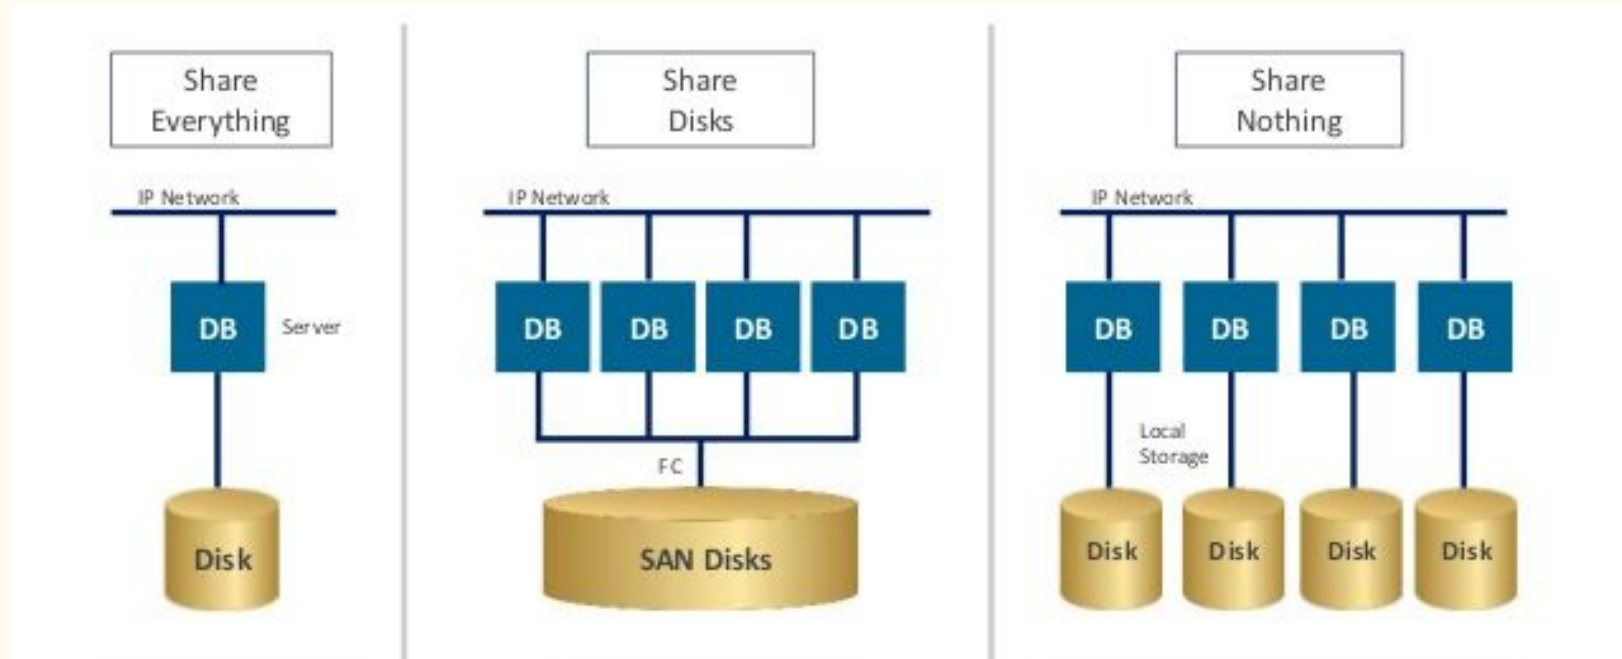 Share
Everything
IP Network
DB
Server
Disk
Share
Disks
IP Network
DB DB DB DB
FC
SAN Disks
Share
Nothing
IP Network
DB DB DB DB
Local
Storage
Disk Disk Disk Disk